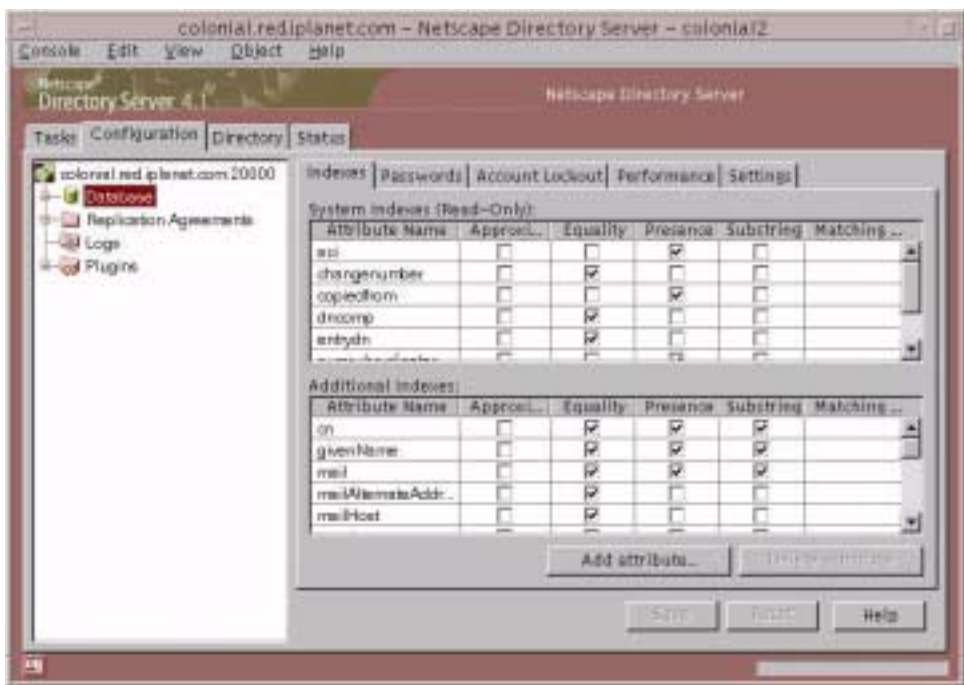 colonial.red.iplanet.com – Netscape Directory Server – colonial2
Console Edit View Object Help
Netscape
Directory Server 4.1
Netscape Directory Server
Tasks Configuration Directory Status
colonial.red.iplanet.com:20000
Database
Replication Agreements
Logs
Plugins
Indexes Passwords Account Lockout Performance Settings
System Indexes (Read-Only):
Attribute Name Approxi... Equality Presence Substring Matching ...
aci
changenumber
copiedfrom
dncomp
entrydn
Additional Indexes:
Attribute Name Approxi... Equality Presence Substring Matching ...
cn
givenName
mail
mailAlternateAddr...
mailHost
Add attribute...
Save Reset Help